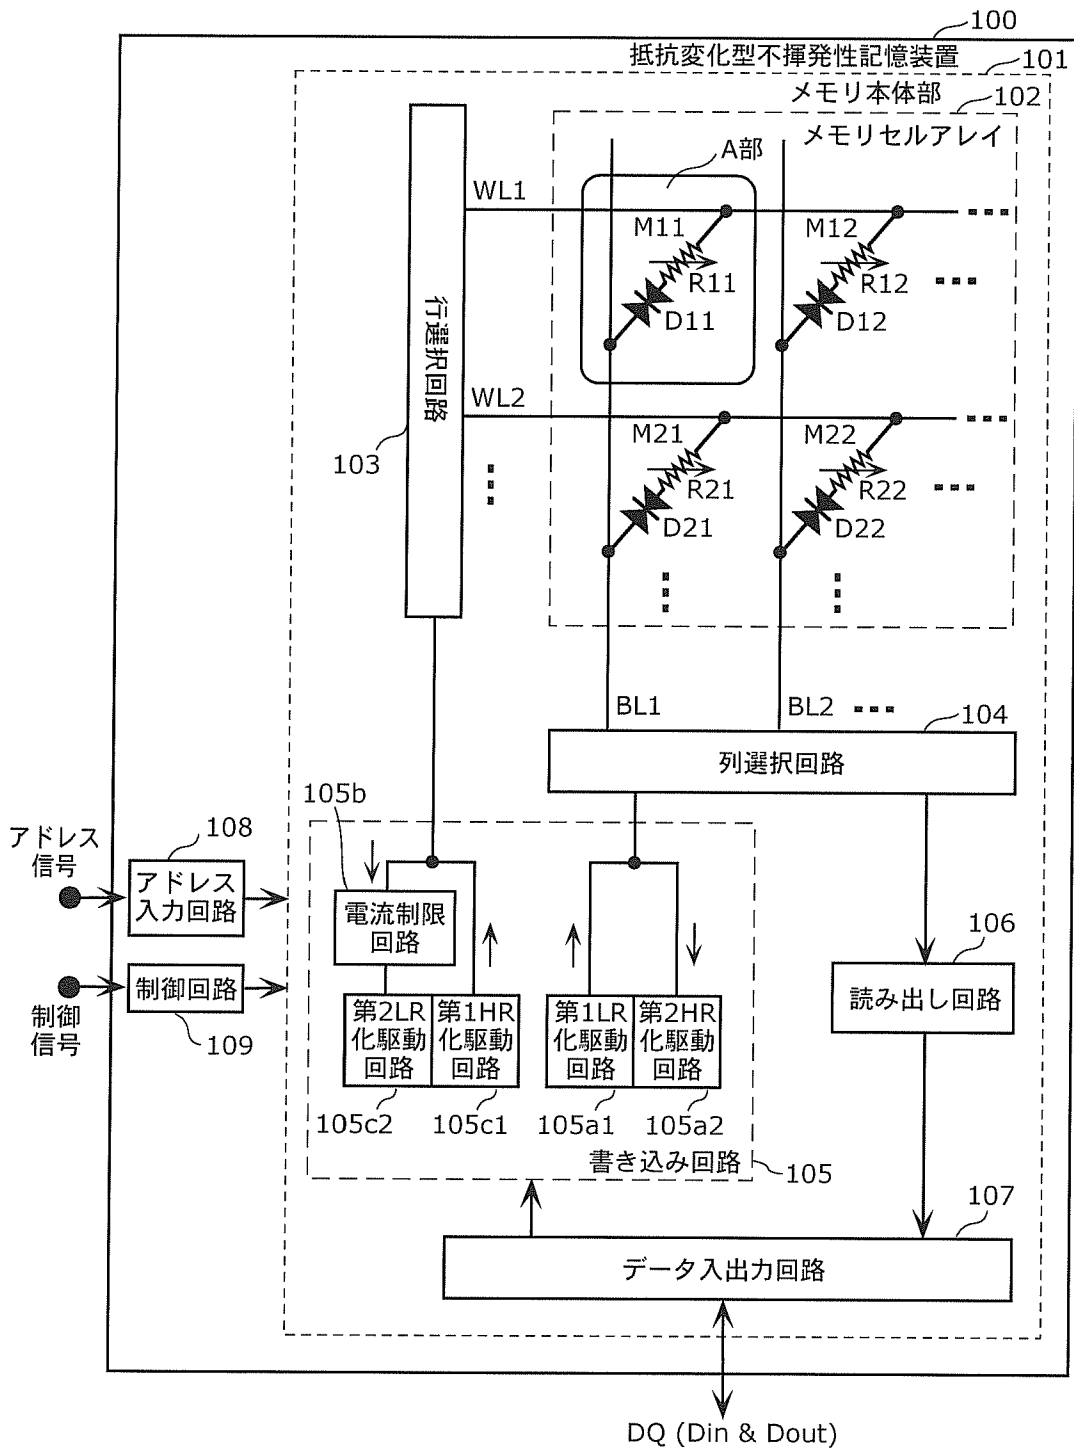 100
抵抗変化型不揮発性記憶装置
101
メモリ本体部
102
メモリセルアレイ
A部
WL1
M11
R11
D11
M12
R12
D12
行選択回路
103
WL2
M21
R21
D21
M22
R22
D22
BL1
BL2
104
列選択回路
105b
アドレス
信号
108
アドレス
入力回路
電流制限
回路
106
読み出し回路
制御回路
制御
信号
109
第2LR
化駆動
回路
第1HR
化駆動
回路
第1LR
化駆動
回路
第2HR
化駆動
回路
105c2
105c1
105a1
105a2
書き込み回路
105
107
データ入出力回路
DQ (Din & Dout)